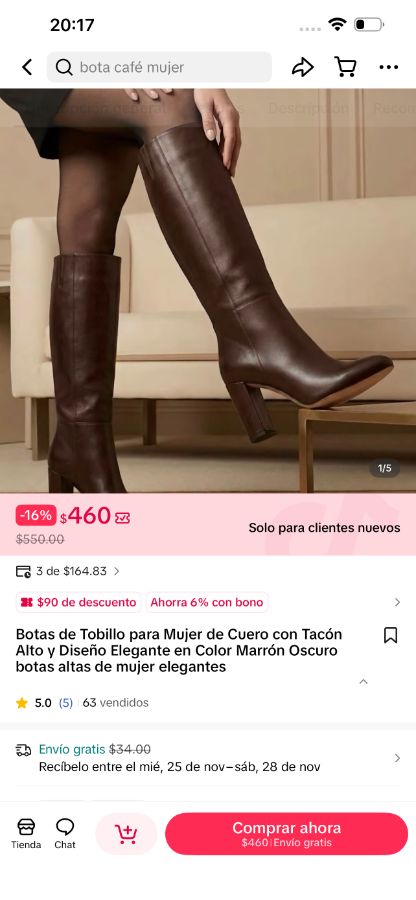 20:17
bota café mujer
Descripción
1/5
-16%
$460
Solo para clientes nuevos
$550.00
3 de $164.83
$90 de descuento
Ahorra 6% con bono
Botas de Tobillo para Mujer de Cuero con Tacón
Alto y Diseño Elegante en Color Marrón Oscuro
botas altas de mujer elegantes
5.0 (5) 63 vendidos
Envío gratis $34.00
Recíbelo entre el mié, 25 de nov–sáb, 28 de nov
Tienda
Chat
Comprar ahora
$460 Envío gratis